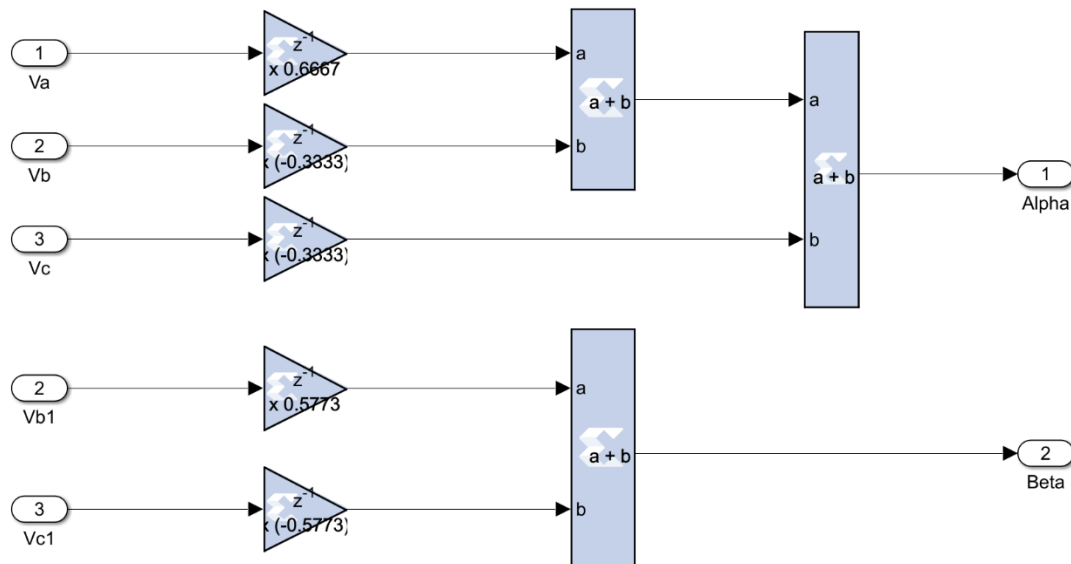 1
Va
z-1
x 0.6667
a
a + b
b
2
Vb
z-1
x (-0.3333)
3
Vc
z-1
x (-0.3333)
a
a + b
b
1
Alpha
2
Vb1
z-1
x 0.5773
a
a + b
b
3
Vc1
z-1
x (-0.5773)
2
Beta